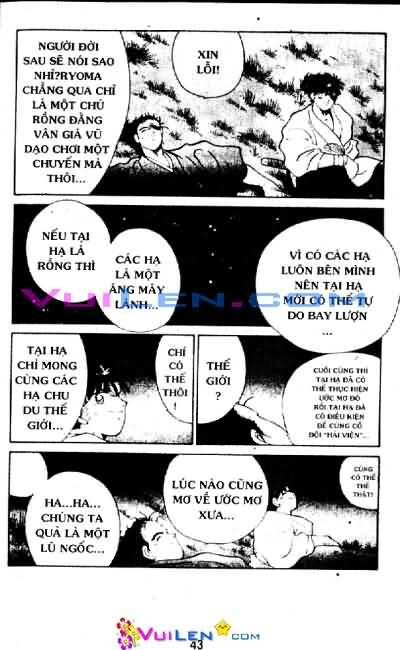 XIN
LỖI!
NGƯỜI ĐỜI
SAU SẼ NÓI SAO
NHỈ?RYOMA
CHẲNG QUA CHỈ
LÀ MỘT CHÚ
RỒNG ĐẰNG
VÂN GIÁ VŨ
DẠO CHƠI MỘT
CHUYẾN MÀ
THÔI...
VÌ CÓ CÁC HẠ
LUÔN BÊN MÌNH
NÊN TẠI HẠ
MỚI CÓ THỂ TỰ
DO BAY LƯỢN
...
CÁC HẠ
LÀ MỘT
ÁNG MÂY
LÀNH...
NẾU TẠI
HẠ LÀ
RỒNG THÌ
VUILEN.COM
CUỐI CÙNG THÌ
TẠI HẠ ĐÃ CÓ
THỂ THỰC HIỆN
ƯỚC MƠ ĐÓ
RỒI TẠI HẠ ĐÃ
CÓ ĐIỀU KIỆN
ĐỂ CỦNG CỐ
ĐỘI "HẢI VIỆN"...
THẾ
GIỚI
?
CHỈ
CÓ THẾ
THÔI!
TẠI HẠ
CHỈ MONG
CÙNG CÁC
HẠ CHU
DU THẾ
GIỚI...
CŨNG
CÓ THỂ
THẾ
THẬT!
LÚC NÀO CŨNG
MƠ VỀ ƯỚC MƠ
XƯA...
HA...HA...
CHÚNG TA
QUẢ LÀ MỘT
LŨ NGỐC...
VUILEN.COM
43